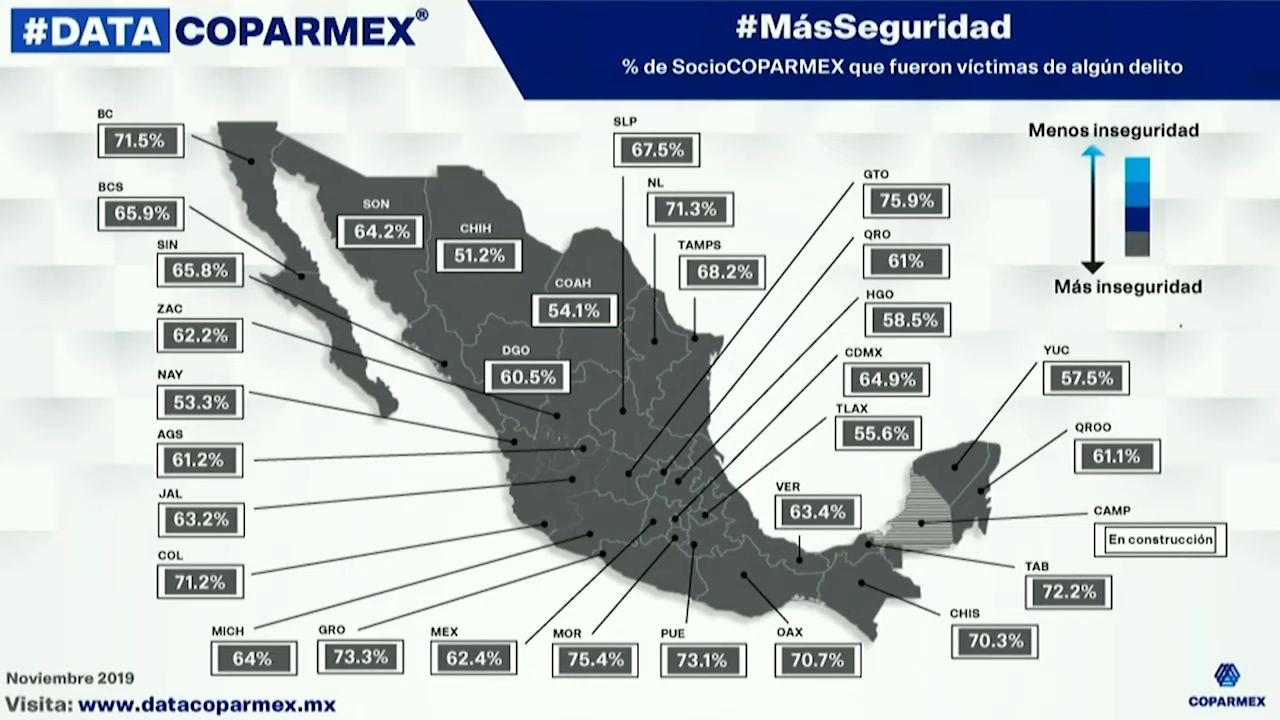 #DATA COPARMEX®
#MásSeguridad
% de SocioCOPARMEX que fueron víctimas de algún delito
Menos inseguridad
Más inseguridad
BC
71.5%
BCS
65.9%
SIN
65.8%
ZAC
62.2%
NAY
53.3%
AGS
61.2%
JAL
63.2%
COL
71.2%
MICH
64%
GRO
73.3%
MEX
62.4%
MOR
75.4%
PUE
73.1%
OAX
70.7%
SON
64.2%
CHIH
51.2%
COAH
54.1%
DGO
60.5%
SLP
67.5%
NL
71.3%
TAMPS
68.2%
GTO
75.9%
QRO
61%
HGO
58.5%
CDMX
64.9%
TLAX
55.6%
VER
63.4%
YUC
57.5%
QROO
61.1%
CAMP
En construcción
TAB
72.2%
CHIS
70.3%
Noviembre 2019
Visita: www.datacoparmex.mx
COPARMEX